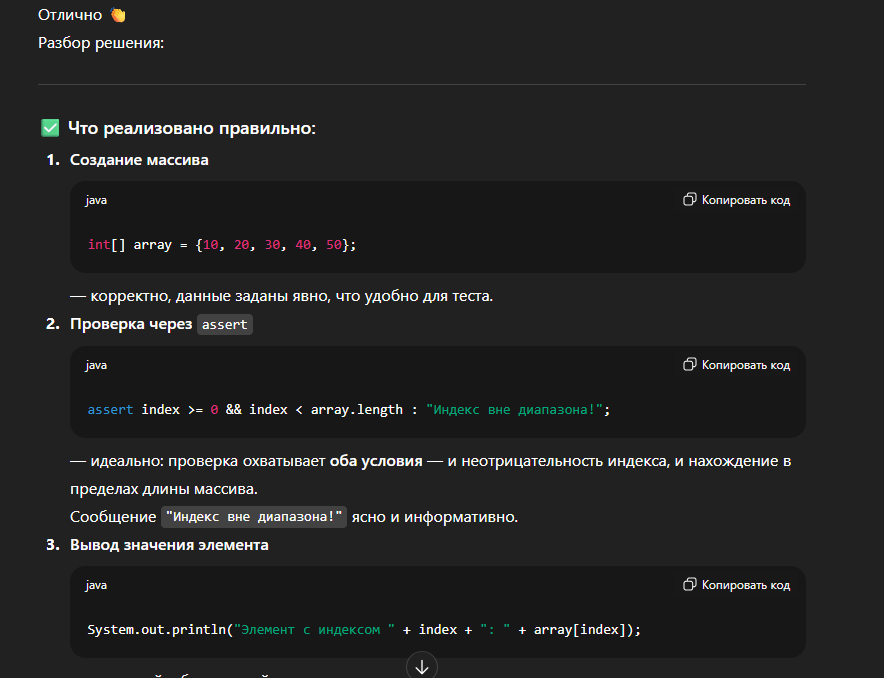 Отлично 👏
Разбор решения:
✅ Что реализовано правильно:
1. Создание массива
java
Копировать код
int[] array = {10, 20, 30, 40, 50};
— корректно, данные заданы явно, что удобно для теста.
2. Проверка через assert
java
Копировать код
assert index >= 0 && index < array.length : "Индекс вне диапазона!";
— идеально: проверка охватывает оба условия — и неотрицательность индекса, и нахождение в
пределах длины массива.
Сообщение "Индекс вне диапазона!" ясно и информативно.
3. Вывод значения элемента
java
Копировать код
System.out.println("Элемент с индексом " + index + ": " + array[index]);